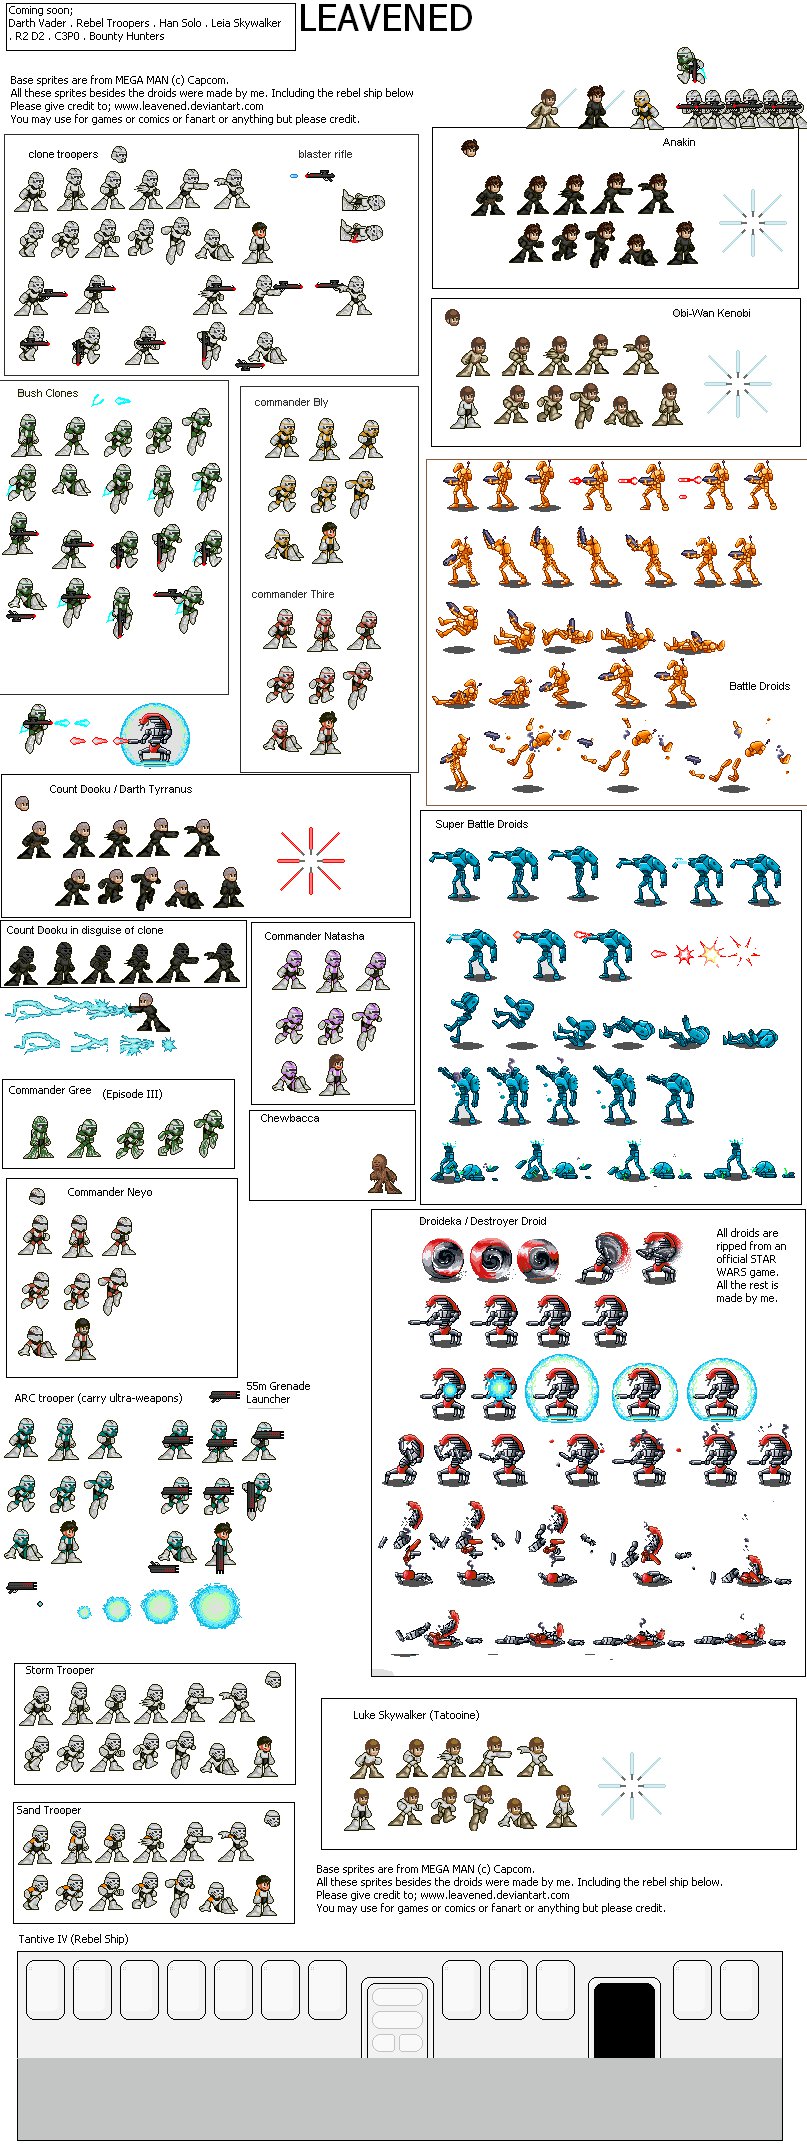 Coming soon;
Darth Vader . Rebel Troopers . Han Solo . Leia Skywalker
. R2 D2 . C3PO . Bounty Hunters
LEAVENED
Base sprites are from MEGA MAN (c) Capcom.
All these sprites besides the droids were made by me. Including the rebel ship below
Please give credit to; www.leavened.deviantart.com
You may use for games or comics or fanart or anything but please credit.
clone troopers
blaster rifle
Anakin
Obi-Wan Kenobi
Bush Clones
commander Bly
commander Thire
Battle Droids
Count Dooku / Darth Tyrranus
Super Battle Droids
Count Dooku in disguise of clone
Commander Natasha
Commander Gree
(Episode III)
Chewbacca
Commander Neyo
Droideka / Destroyer Droid
All droids are
ripped from an
official STAR
WARS game.
All the rest is
made by me.
ARC trooper (carry ultra-weapons)
55m Grenade
Launcher
Storm Trooper
Luke Skywalker (Tatooine)
Sand Trooper
Base sprites are from MEGA MAN (c) Capcom.
All these sprites besides the droids were made by me. Including the rebel ship below.
Please give credit to; www.leavened.deviantart.com
You may use for games or comics or fanart or anything but please credit.
Tantive IV (Rebel Ship)